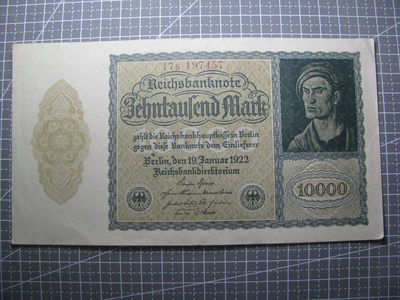 17K 197457
Reichsbanknote
Zehntausend Mark
zahlt die Reichsbankhauptkasse in Berlin
gegen diese Banknote dem Einlieferer
Berlin, den 19. Januar 1922
Reichsbankdirektorium
10000